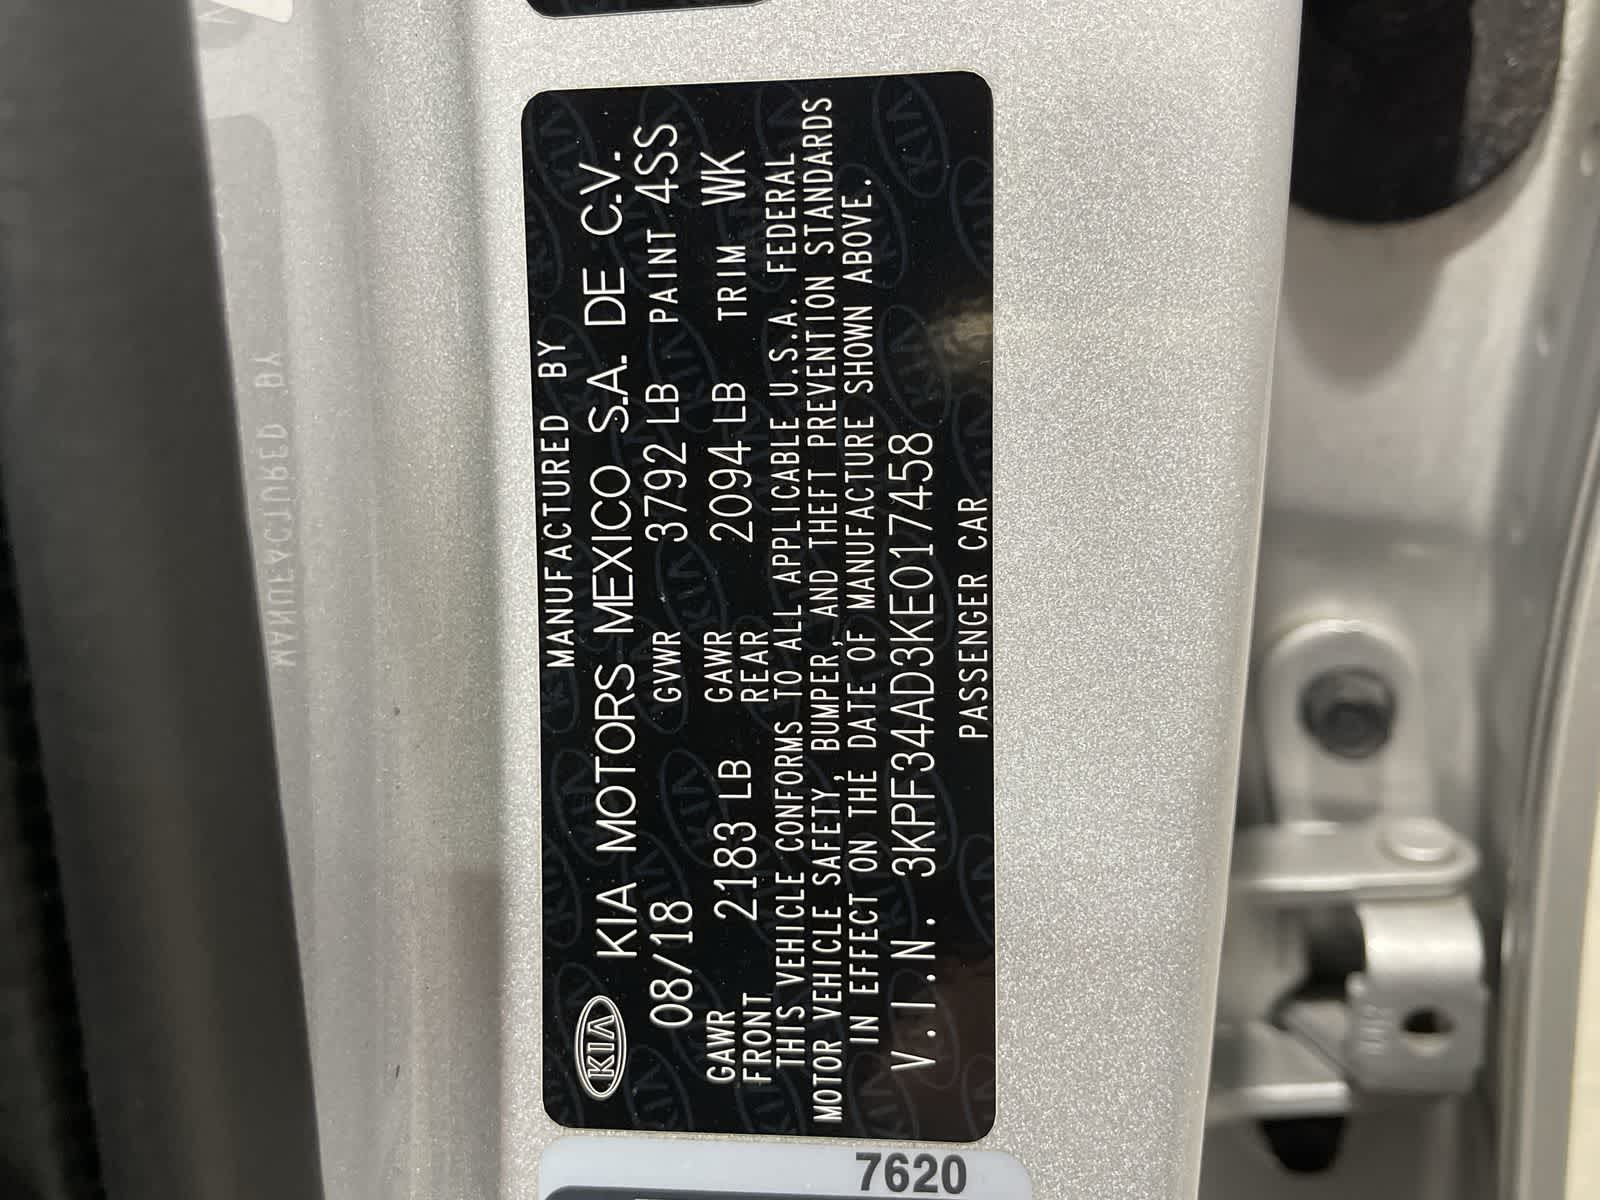 MANUFACTURED BY
KIA KIA MOTORS MEXICO S.A. DE C.V.
08/18 GVWR 3792 LB PAINT 4SS
GAWR FRONT 2183 LB GAWR REAR 2094 LB TRIM WK
THIS VEHICLE CONFORMS TO ALL APPLICABLE U.S.A. FEDERAL
MOTOR VEHICLE SAFETY, BUMPER, AND THEFT PREVENTION STANDARDS
IN EFFECT ON THE DATE OF MANUFACTURE SHOWN ABOVE.
V.I.N. 3KPF34AD3KE017458
PASSENGER CAR
7620
MANUFACTURED BY